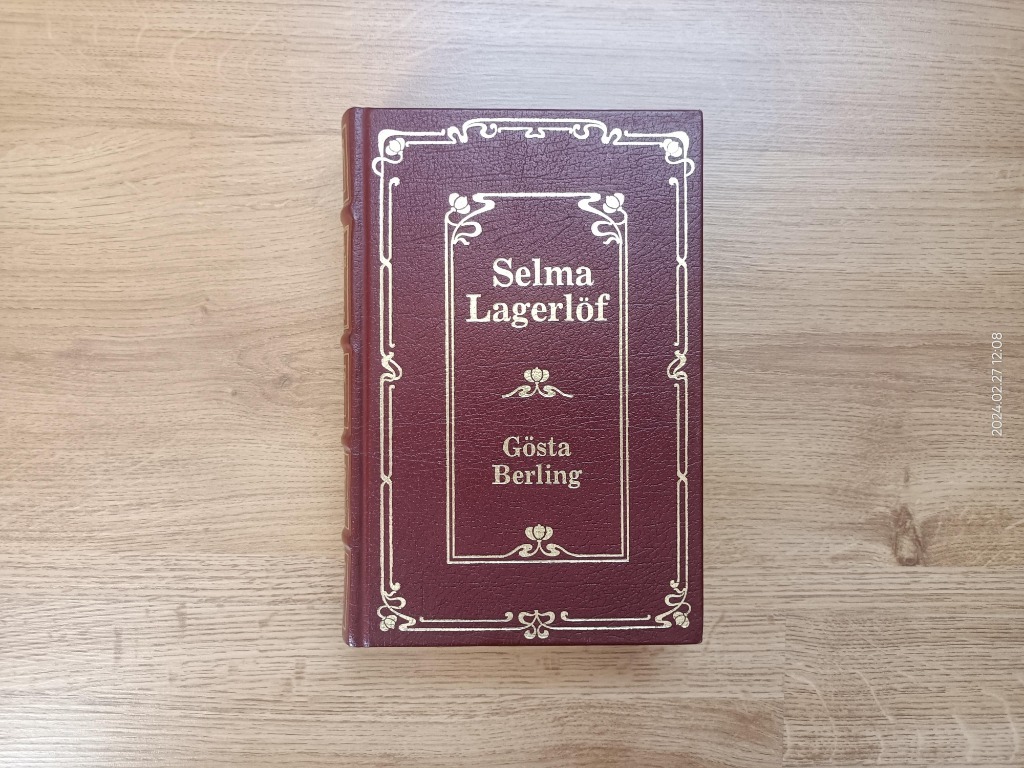 Selma
Lagerlöf
Gösta
Berling
2024.02.27 12:08